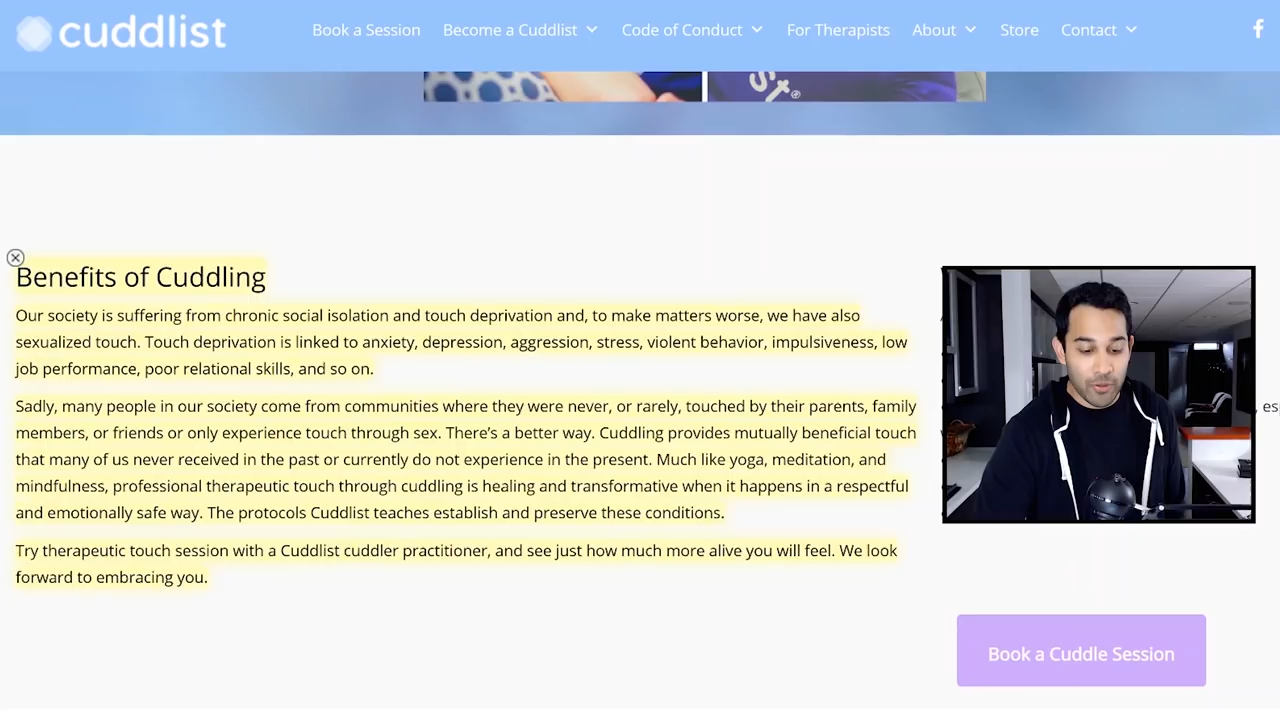 cuddlist
Book a Session
Become a Cuddlist
Code of Conduct
For Therapists
About
Store
Contact
st®
Benefits of Cuddling
Our society is suffering from chronic social isolation and touch deprivation and, to make matters worse, we have also
sexualized touch. Touch deprivation is linked to anxiety, depression, aggression, stress, violent behavior, impulsiveness, low
job performance, poor relational skills, and so on.
Sadly, many people in our society come from communities where they were never, or rarely, touched by their parents, family
members, or friends or only experience touch through sex. There’s a better way. Cuddling provides mutually beneficial touch
that many of us never received in the past or currently do not experience in the present. Much like yoga, meditation, and
mindfulness, professional therapeutic touch through cuddling is healing and transformative when it happens in a respectful
and emotionally safe way. The protocols Cuddlist teaches establish and preserve these conditions.
Try therapeutic touch session with a Cuddlist cuddler practitioner, and see just how much more alive you will feel. We look
forward to embracing you.
Book a Cuddle Session